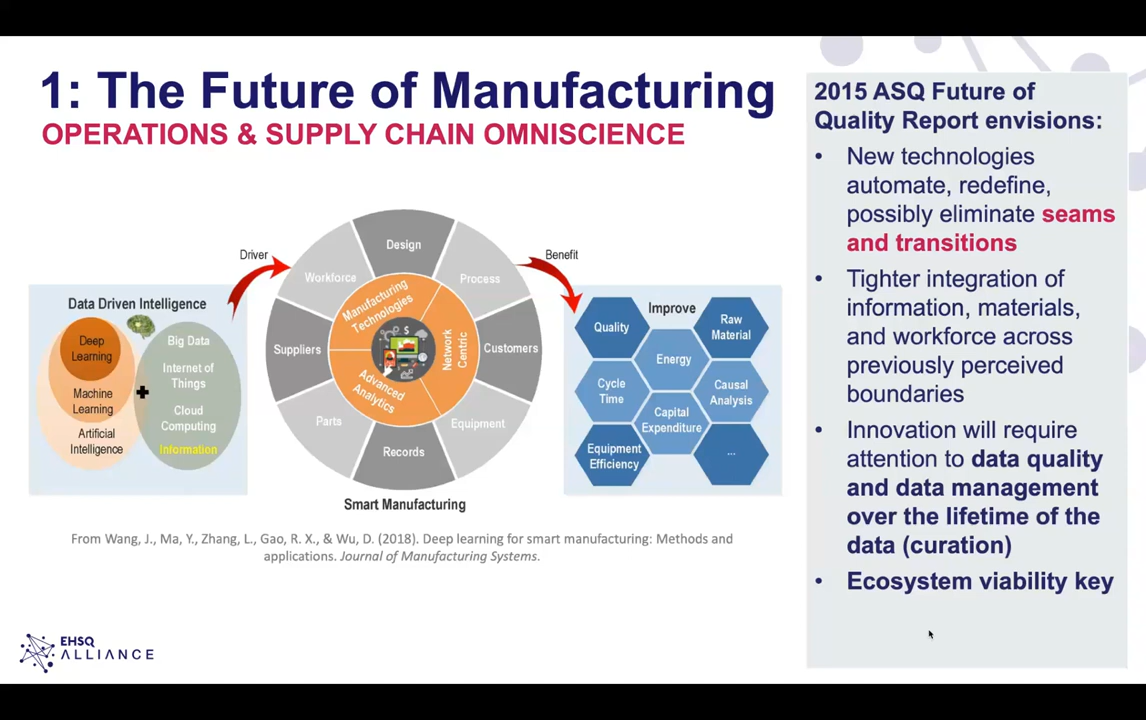 1: The Future of Manufacturing
OPERATIONS & SUPPLY CHAIN OMNISCIENCE
Driver
Benefit
Data Driven Intelligence
Deep
Learning
Machine
Learning
Artificial
Intelligence
Big Data
Internet of
Things
Cloud
Computing
Information
Design
Process
Customers
Equipment
Records
Parts
Suppliers
Workforce
Manufacturing
Technologies
Network
Centric
Advanced
Analytics
Smart Manufacturing
Improve
Quality
Raw
Material
Energy
Cycle
Time
Causal
Analysis
Capital
Expenditure
Equipment
Efficiency
...
From Wang, J., Ma, Y., Zhang, L., Gao, R. X., & Wu, D. (2018). Deep learning for smart manufacturing: Methods and
applications. Journal of Manufacturing Systems.
EHSQ
ALLIANCE
2015 ASQ Future of
Quality Report envisions:
• New technologies
automate, redefine,
possibly eliminate seams
and transitions
• Tighter integration of
information, materials,
and workforce across
previously perceived
boundaries
• Innovation will require
attention to data quality
and data management
over the lifetime of the
data (curation)
• Ecosystem viability key